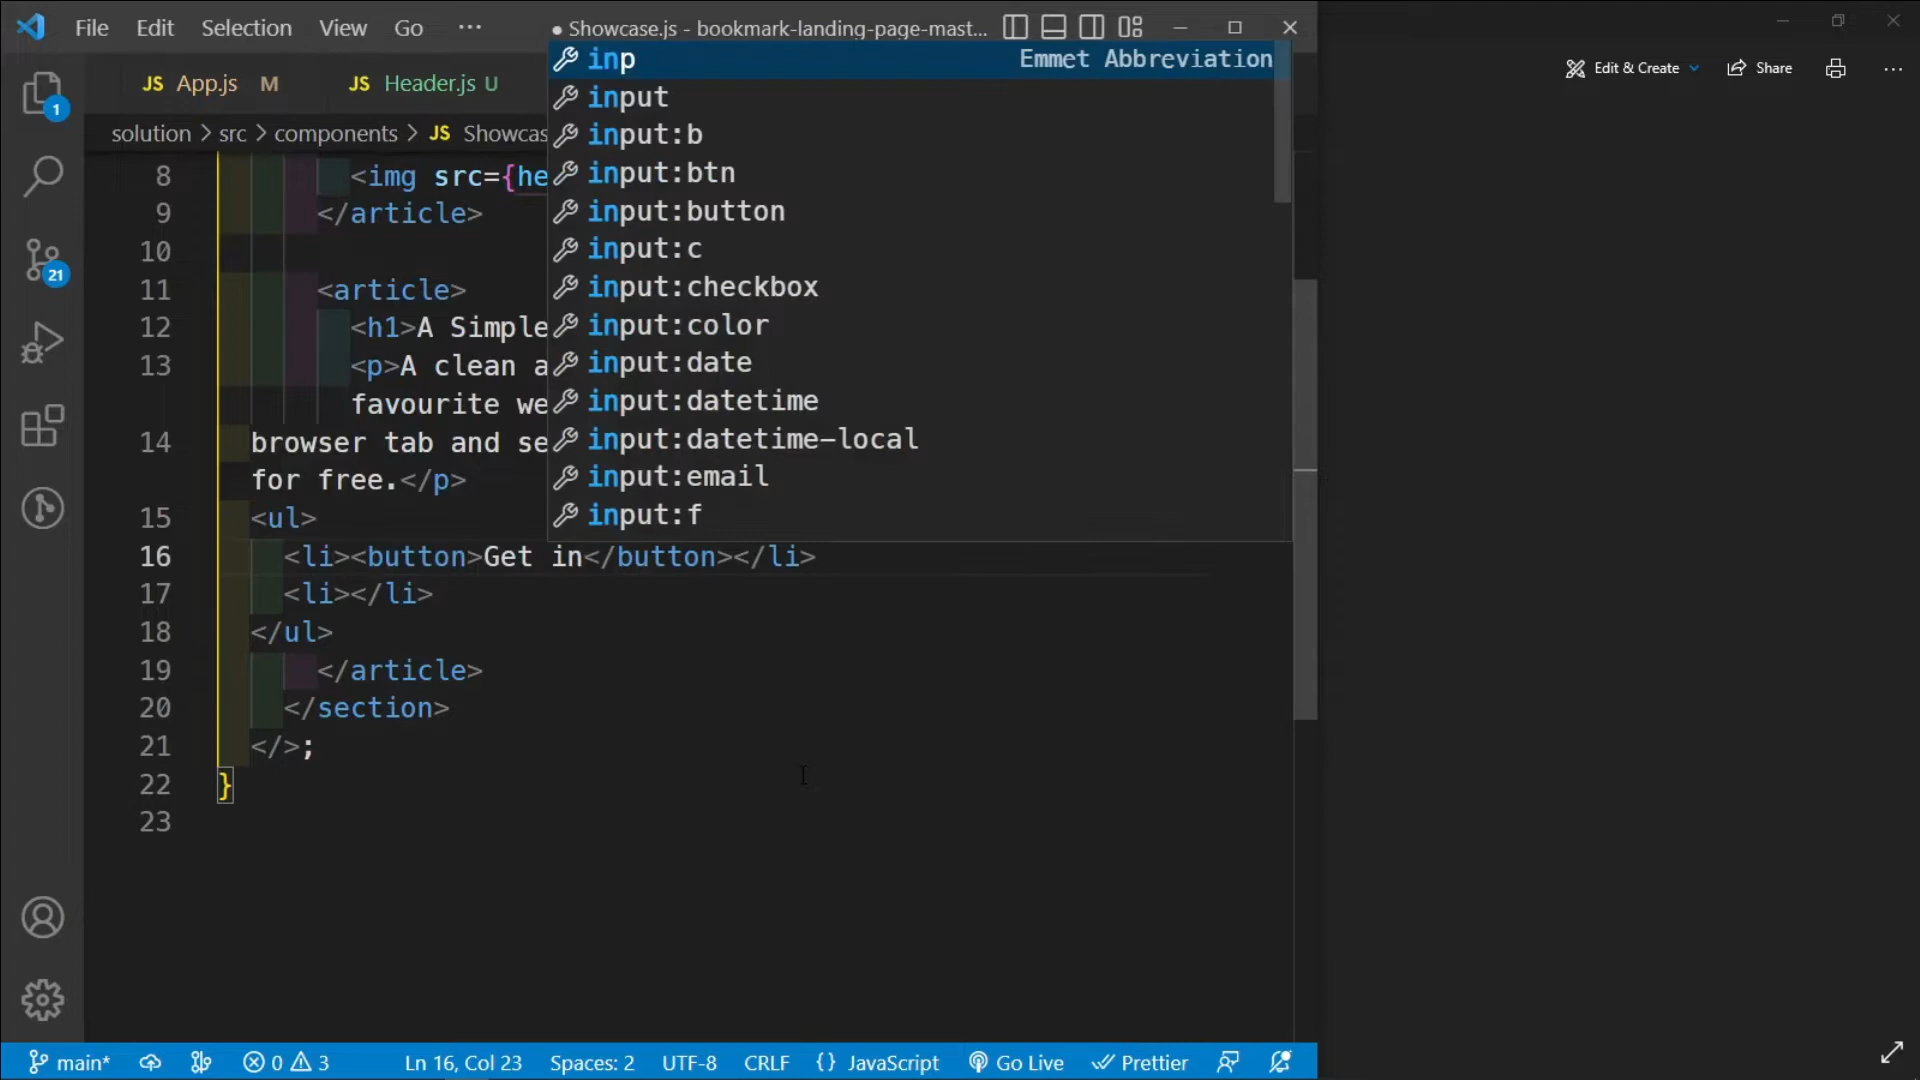 File Edit Selection View Go ··· ● Showcase.js - bookmark-landing-page-mast...
JS App.js M JS Header.js U
solution > src > components > JS Showcas
inp Emmet Abbreviation
input
input:b
input:btn
input:button
input:c
input:checkbox
input:color
input:date
input:datetime
input:datetime-local
input:email
input:f
8 <img src={he
9 </article>
10
11 <article>
12 <h1>A Simple
13 <p>A clean a
favourite we
14 browser tab and se
for free.</p>
15 <ul>
16 <li><button>Get in</button></li>
17 <li></li>
18 </ul>
19 </article>
20 </section>
21 </>;
22 }
23
1
21
main* 0 3 Ln 16, Col 23 Spaces: 2 UTF-8 CRLF {} JavaScript Go Live Prettier
Edit & Create Share ···